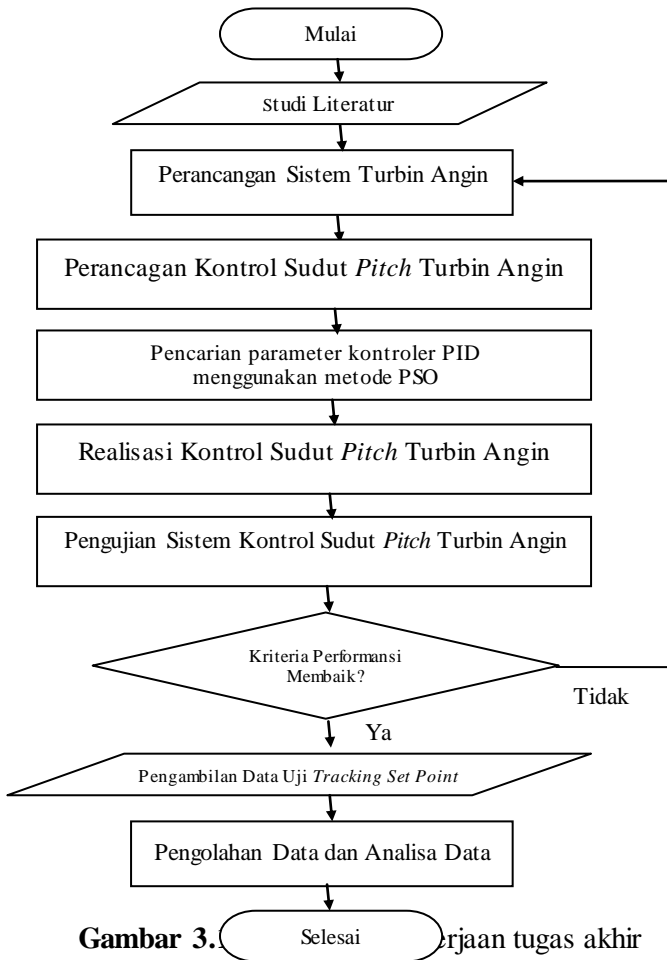 Mulai
Studi Literatur
Perancangan Sistem Turbin Angin
Perancagan Kontrol Sudut Pitch Turbin Angin
Pencarian parameter kontroler PID
menggunakan metode PSO
Realisasi Kontrol Sudut Pitch Turbin Angin
Pengujian Sistem Kontrol Sudut Pitch Turbin Angin
Kriteria Performansi
Membaik?
Tidak
Ya
Pengambilan Data Uji Tracking Set Point
Pengolahan Data dan Analisa Data
Selesai
Gambar 3. erjaan tugas akhir